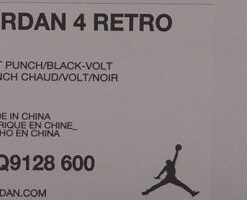 RDAN 4 RETRO
T PUNCH/BLACK-VOLT
NCH CHAUD/VOLT/NOIR
DE IN CHINA
RIQUE EN CHINE
HO EN CHINA
Q9128 600
DAN.COM